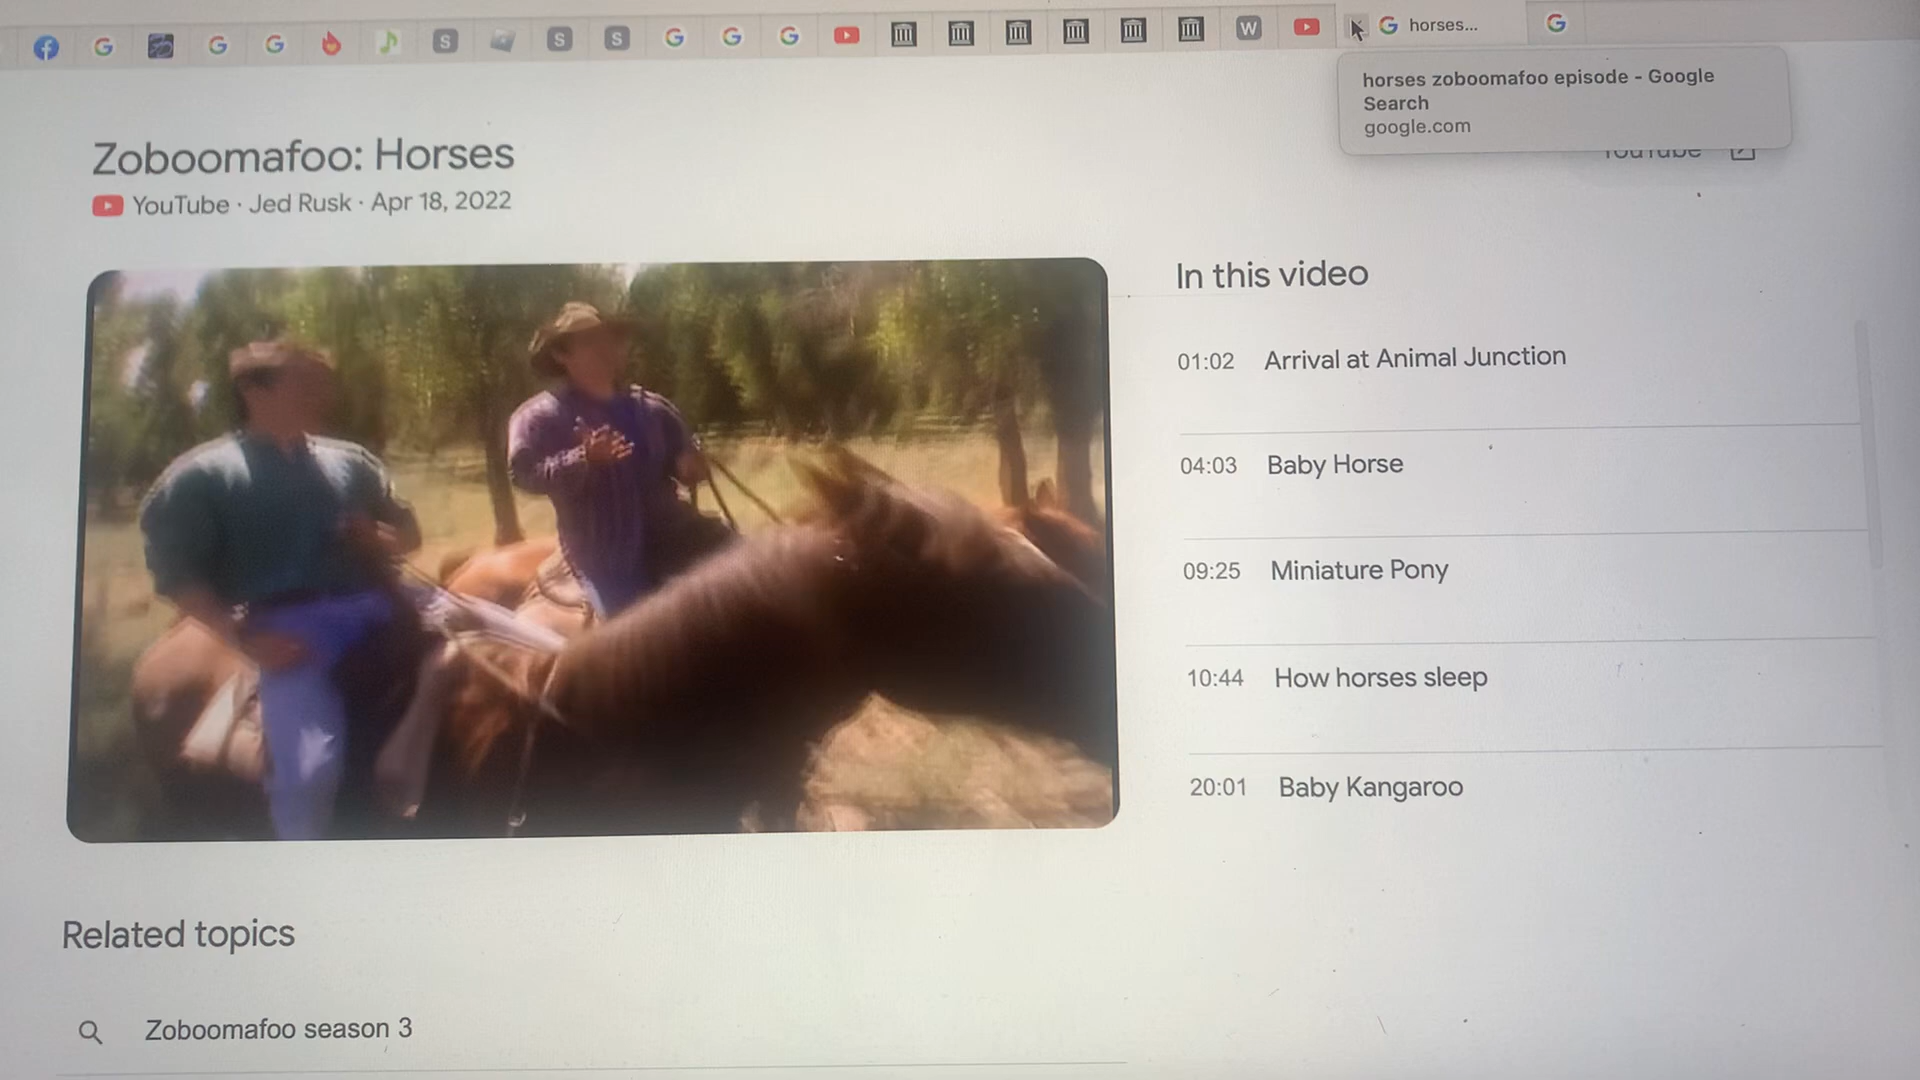 S
S
S
W
horses...
horses zoboomafoo episode - Google
Search
google.com
Zoboomafoo: Horses
YouTube
YouTube · Jed Rusk · Apr 18, 2022
In this video
01:02 Arrival at Animal Junction
04:03 Baby Horse
09:25 Miniature Pony
10:44 How horses sleep
20:01 Baby Kangaroo
Related topics
Zoboomafoo season 3